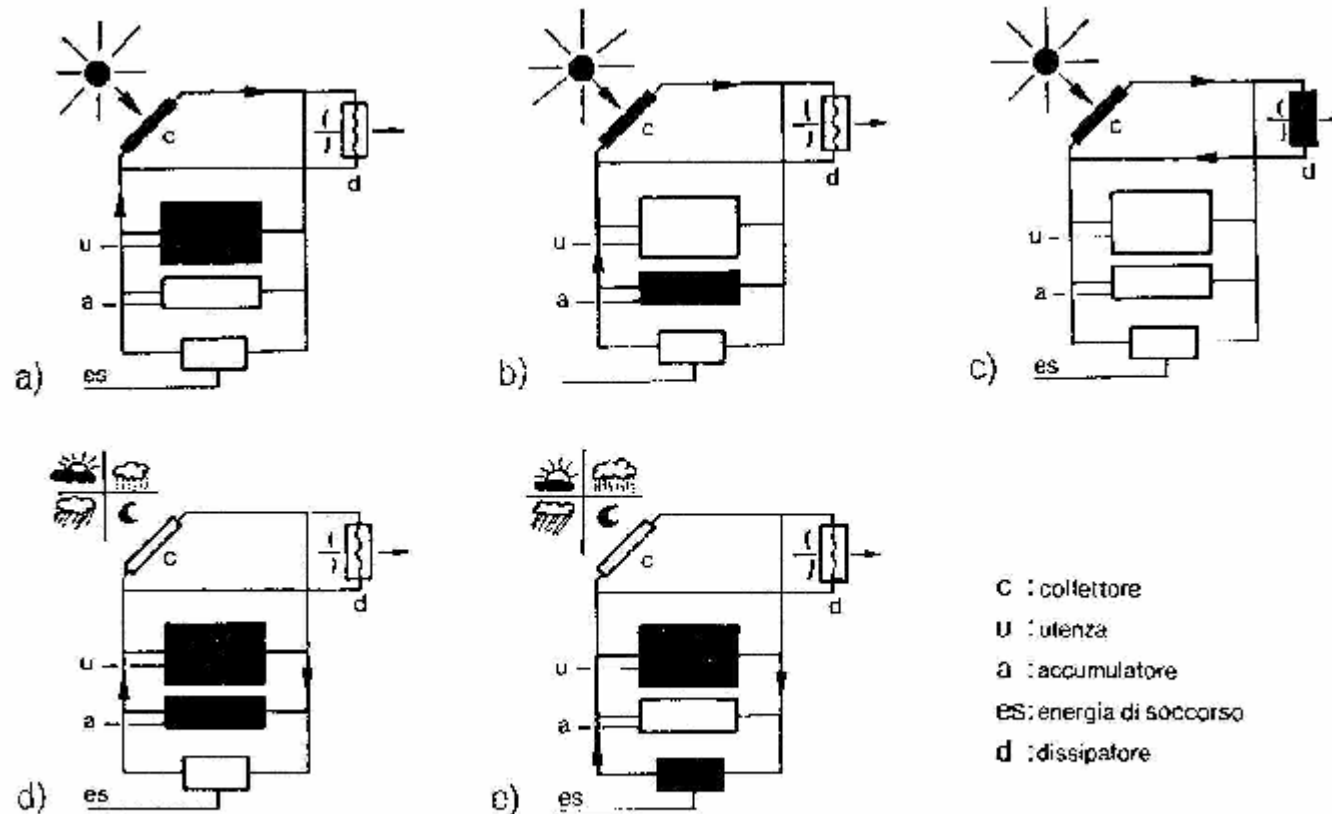 c
d
u
a
a)
es
c
d
u
a
b)
c
d
u
a
c)
es
c
d
u
a
d)
es
c
d
u
a
e)
es
c : collettore
u : utenza
a : accumulatore
es: energia di soccorso
d : dissipatore